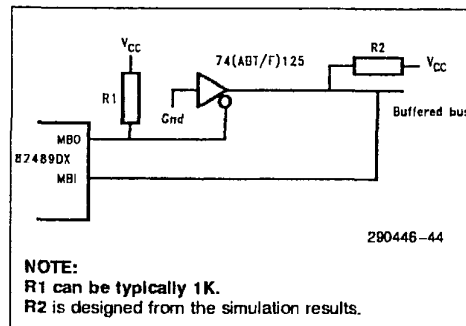 VCC
74(ABT/F)125
R2
VCC
R1
Gnd
Buffered bus
MBO
82489DX
MBI
290446-44
NOTE:
R1 can be typically 1K.
R2 is designed from the simulation results.